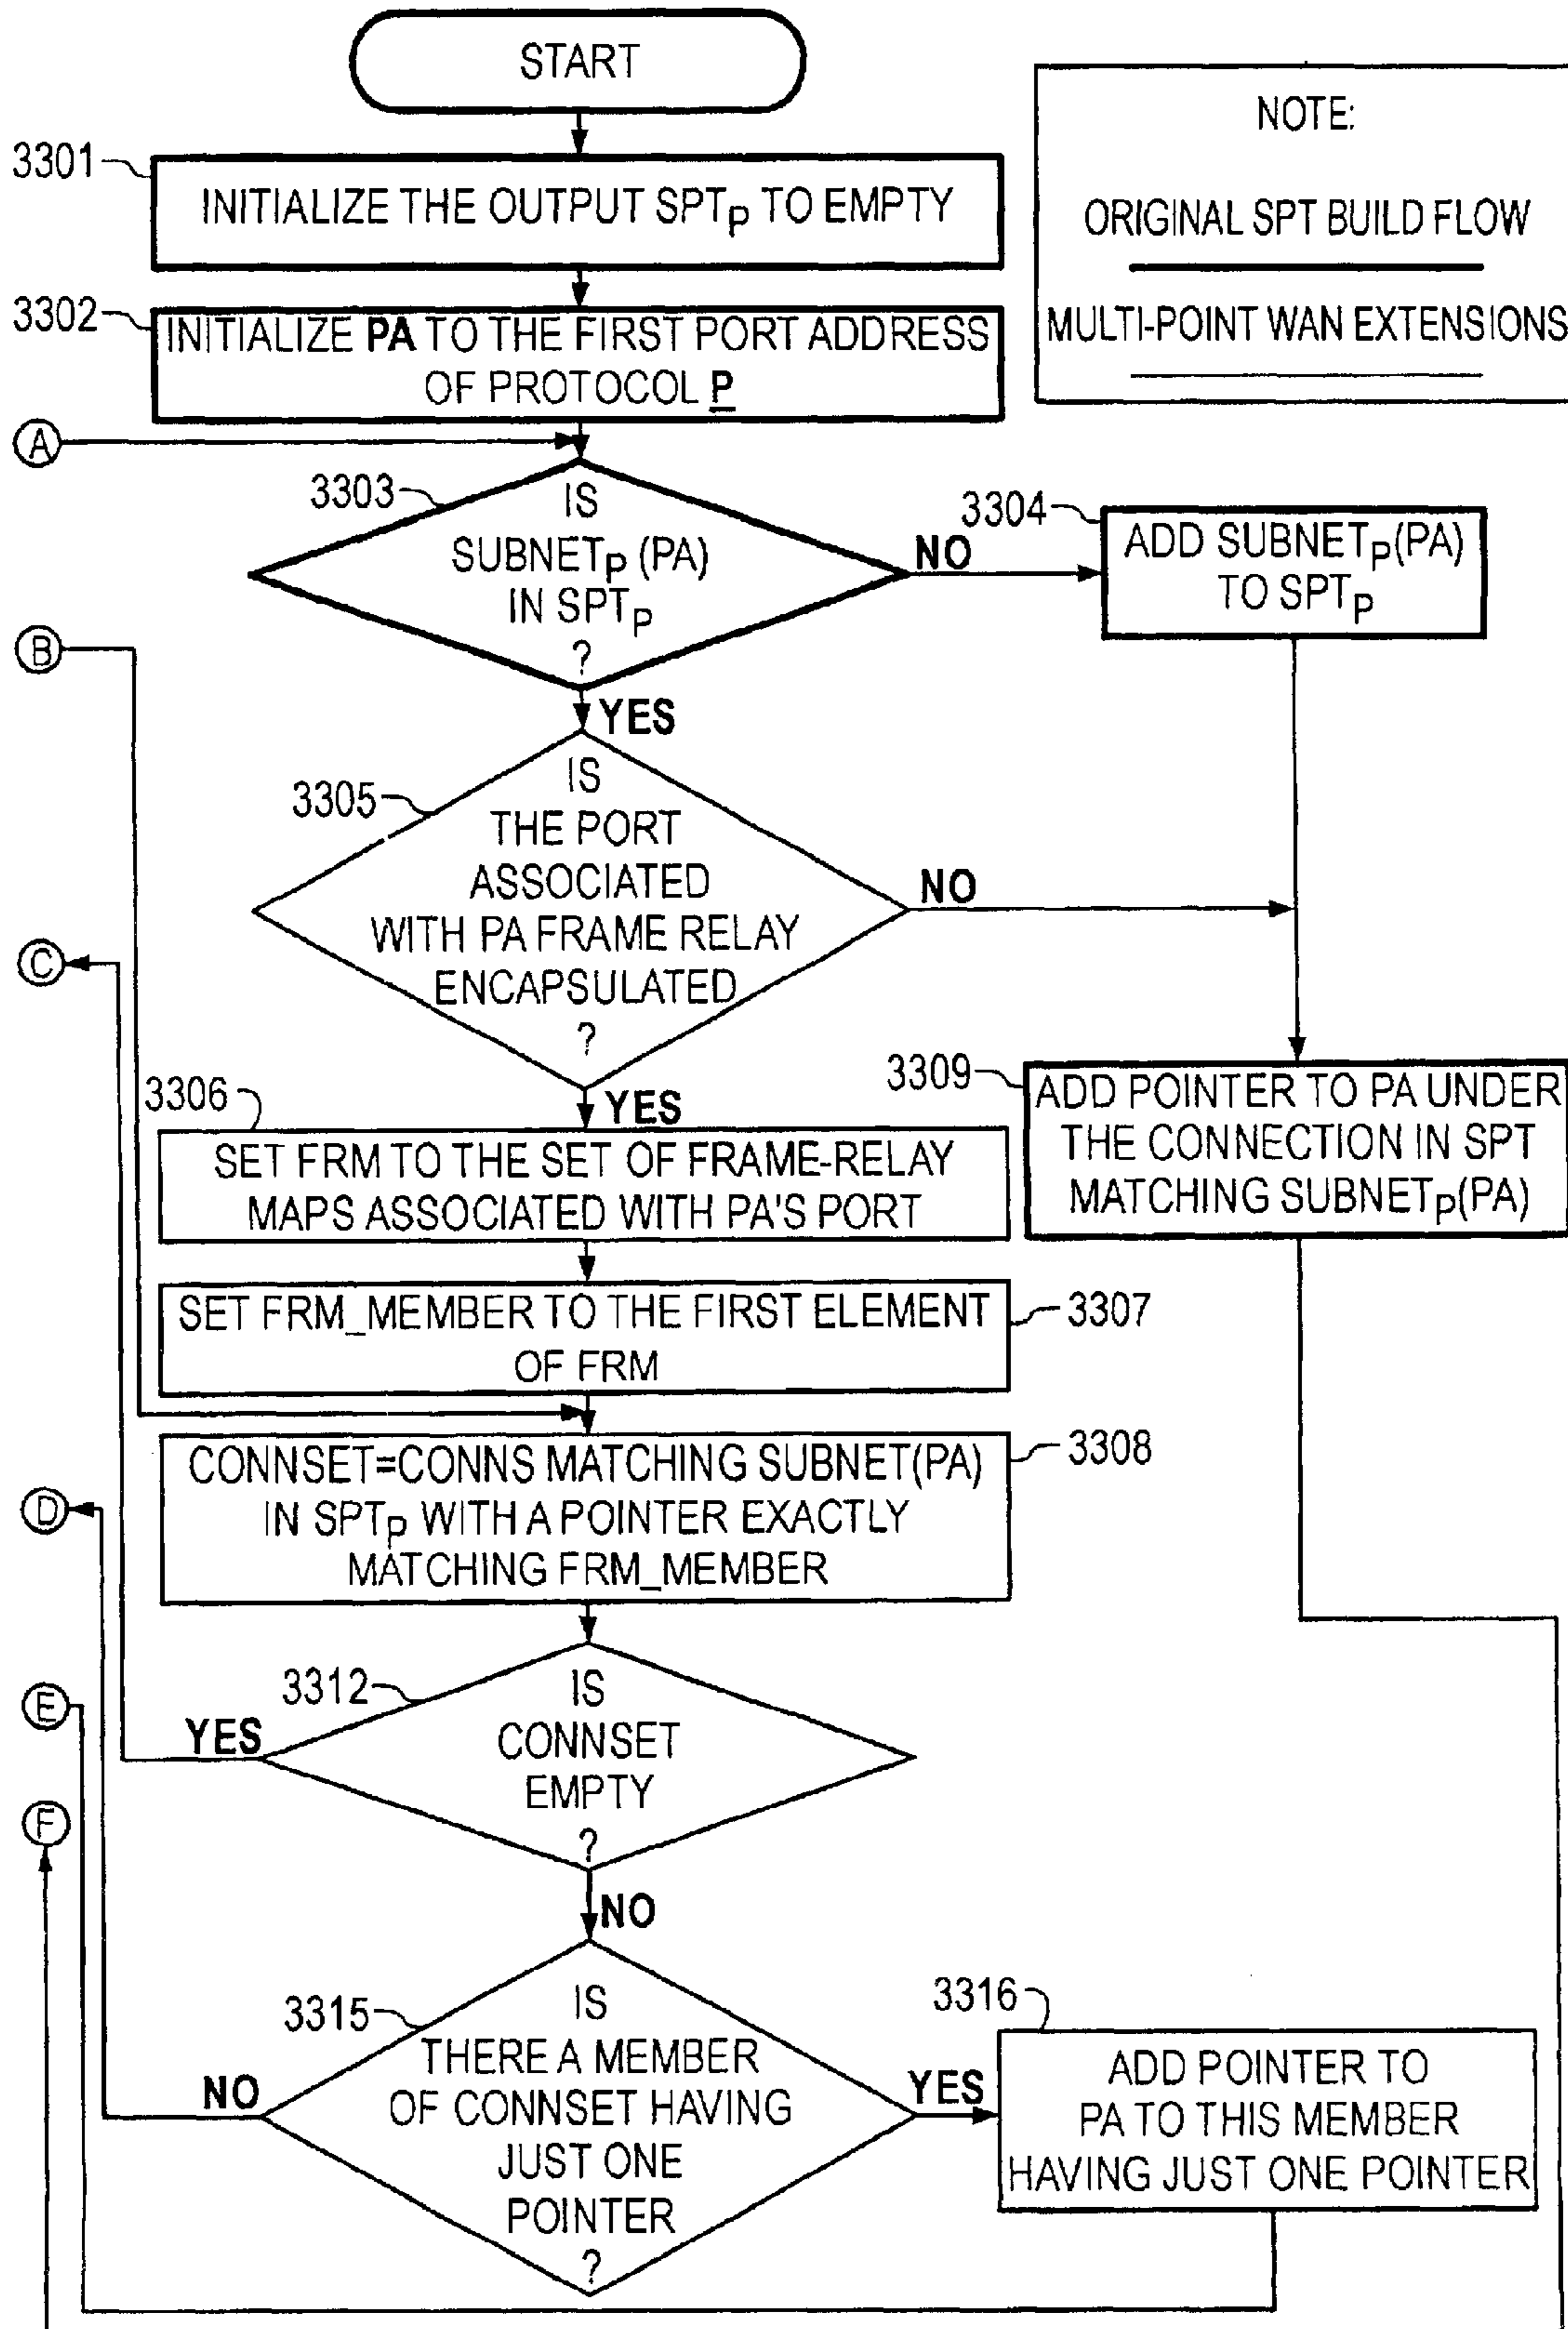 START
NOTE:
ORIGINAL SPT BUILD FLOW
MULTI-POINT WAN EXTENSIONS
3301
INITIALIZE THE OUTPUT SPTP TO EMPTY
3302
INITIALIZE PA TO THE FIRST PORT ADDRESS
OF PROTOCOL P
A
3303
IS
SUBNETP (PA)
IN SPTP
?
NO
3304
ADD SUBNETP(PA)
TO SPTP
B
YES
3305
IS
THE PORT
ASSOCIATED
WITH PA FRAME RELAY
ENCAPSULATED
?
NO
C
YES
3306
SET FRM TO THE SET OF FRAME-RELAY
MAPS ASSOCIATED WITH PA'S PORT
3309
ADD POINTER TO PA UNDER
THE CONNECTION IN SPT
MATCHING SUBNETP(PA)
SET FRM_MEMBER TO THE FIRST ELEMENT
OF FRM
3307
CONNSET=CONNS MATCHING SUBNET(PA)
IN SPTP WITH A POINTER EXACTLY
MATCHING FRM_MEMBER
3308
D
3312
IS
CONNSET
EMPTY
?
YES
E
F
NO
3315
IS
THERE A MEMBER
OF CONNSET HAVING
JUST ONE
POINTER
?
NO
YES
3316
ADD POINTER TO
PA TO THIS MEMBER
HAVING JUST ONE POINTER